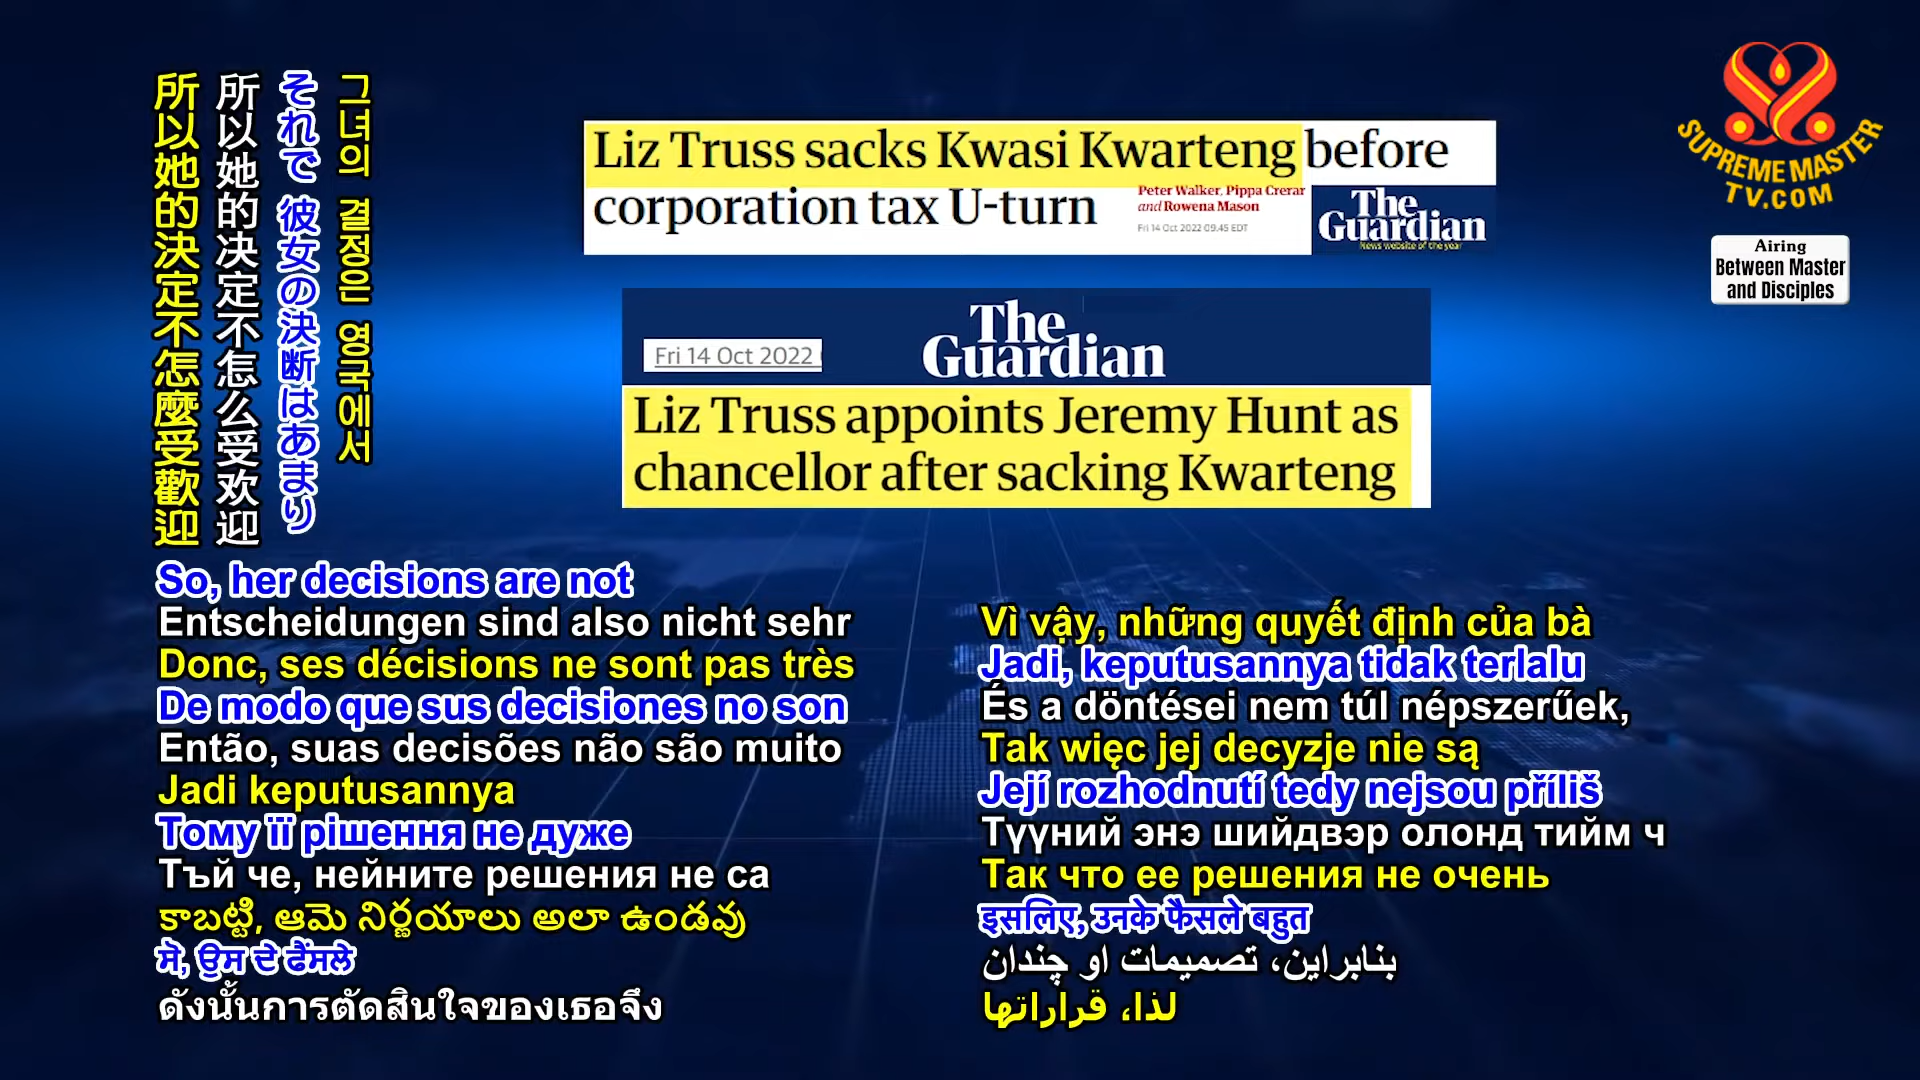 所以她的決定不怎麼受歡迎
所以她的决定不怎么受欢迎
それで 彼女の決断はあまり
그녀의 결정은 영국에서
Liz Truss sacks Kwasi Kwarteng before
corporation tax U-turn
Peter Walker, Pippa Crerar
and Rowena Mason
Fri 14 Oct 2022 09.45 EDT
The
Guardian
News website of the year
SUPREME MASTER
TV.COM
Airing
Between Master
and Disciples
The
Guardian
Fri 14 Oct 2022
Liz Truss appoints Jeremy Hunt as
chancellor after sacking Kwarteng
So, her decisions are not
Entscheidungen sind also nicht sehr
Donc, ses décisions ne sont pas très
De modo que sus decisiones no son
Então, suas decisões não são muito
Jadi keputusannya
Тому її рішення не дуже
Тъй че, нейните решения не са
కాబట్టి, ఆమె నిర్ణయాలు అలా ఉండవు
ਸੋ, ਉਸ ਦੇ ਫੈਂਸਲੇ
ดังนั้นการตัดสินใจของเธอจึง
Vì vậy, những quyết định của bà
Jadi, keputusannya tidak terlalu
És a döntései nem túl népszerűek,
Tak więc jej decyzje nie są
Její rozhodnutí tedy nejsou příliš
Түүний энэ шийдвэр олонд тийм ч
Так что ее решения не очень
इसलिए, उनके फैसले बहुत
بنابراین، تصمیمات او چندان
لذا، قراراتها